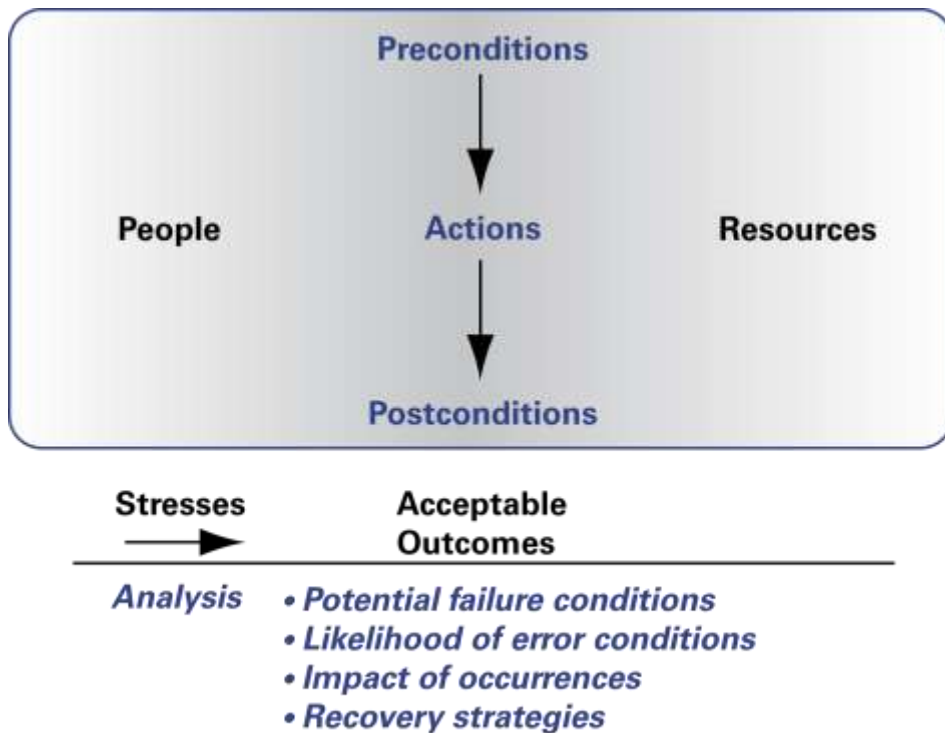 Preconditions
People Actions Resources
Postconditions
Stresses Acceptable
Outcomes
Analysis • Potential failure conditions
• Likelihood of error conditions
• Impact of occurrences
• Recovery strategies